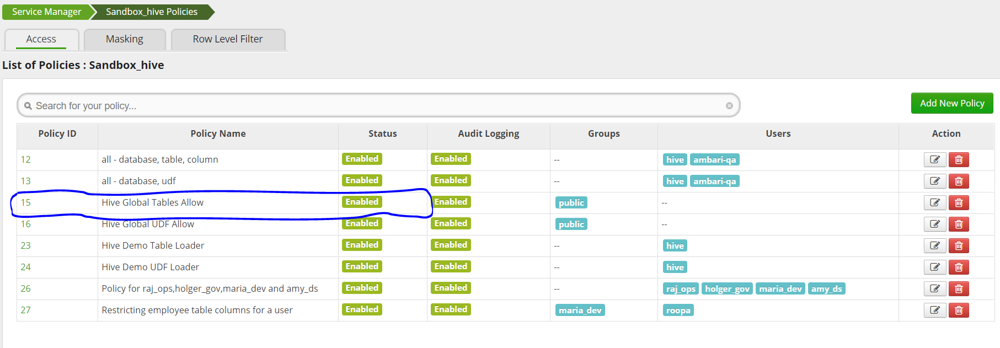 Service Manager Sandbox_hive Policies
Access Masking Row Level Filter
List of Policies : Sandbox_hive
Search for your policy... Add New Policy
Policy ID Policy Name Status Audit Logging Groups Users Action
12 all - database, table, column Enabled Enabled -- hive ambari-qa
13 all - database, udf Enabled Enabled -- hive ambari-qa
15 Hive Global Tables Allow Enabled Enabled public --
16 Hive Global UDF Allow Enabled Enabled public --
23 Hive Demo Table Loader Enabled Enabled -- hive
24 Hive Demo UDF Loader Enabled Enabled -- hive
26 Policy for raj_ops,holger_gov,maria_dev and amy_ds Enabled Enabled -- raj_ops holger_gov maria_dev amy_ds
27 Restricting employee table columns for a user Enabled Enabled maria_dev roopa